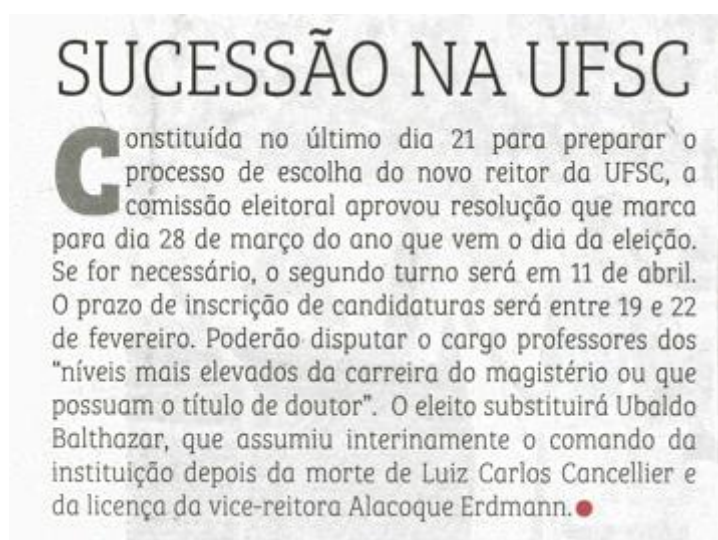 SUCESSÃO NA UFSC
Constituída no último dia 21 para preparar o
processo de escolha do novo reitor da UFSC, a
comissão eleitoral aprovou resolução que marca
para dia 28 de março do ano que vem o dia da eleição.
Se for necessário, o segundo turno será em 11 de abril.
O prazo de inscrição de candidaturas será entre 19 e 22
de fevereiro. Poderão disputar o cargo professores dos
"níveis mais elevados da carreira do magistério ou que
possuam o título de doutor". O eleito substituirá Ubaldo
Balthazar, que assumiu interinamente o comando da
instituição depois da morte de Luiz Carlos Cancellier e
da licença da vice-reitora Alacoque Erdmann.